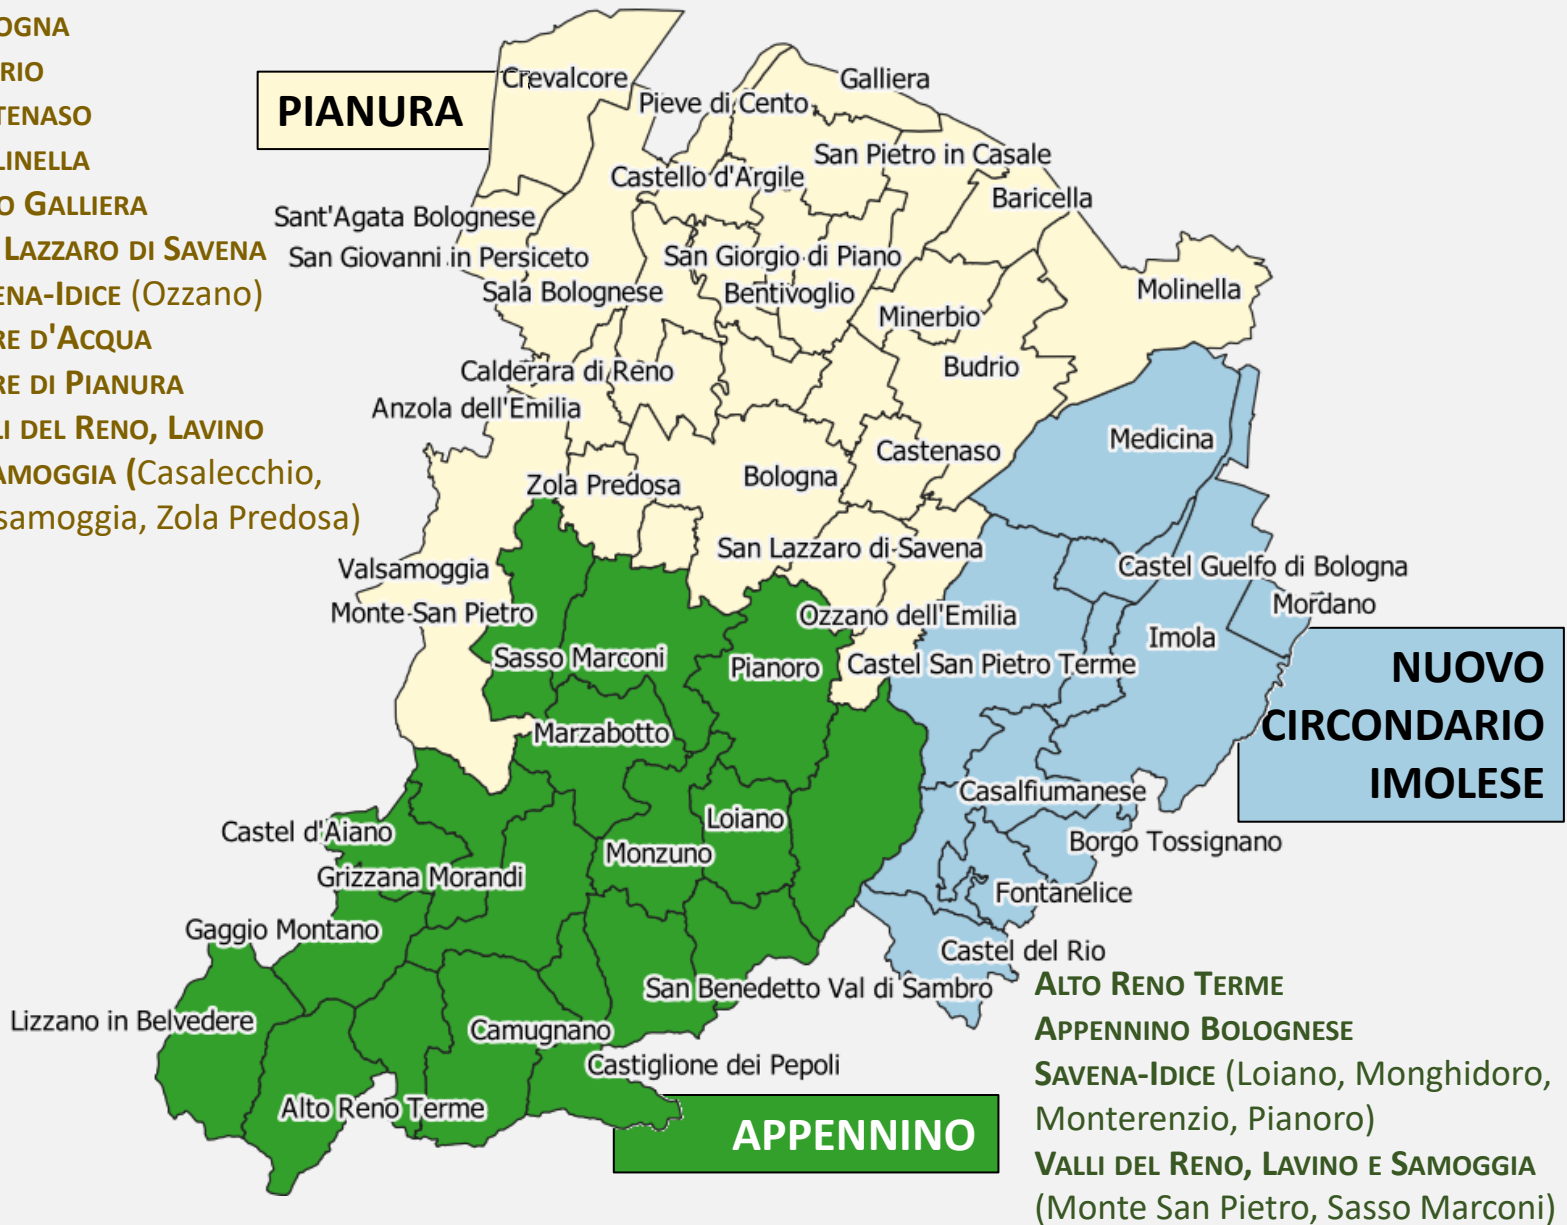 OGNA
RIO
TENASO
LINELLA
O GALLIERA
LAZZARO DI SAVENA
ENA-IDICE (Ozzano)
RE D'ACQUA
RE DI PIANURA
LI DEL RENO, LAVINO
AMOGGIA (Casalecchio,
samoggia, Zola Predosa)
PIANURA
Crevalcore
Galliera
Pieve di Cento
San Pietro in Casale
Castello d'Argile
Baricella
Sant'Agata Bolognese
San Giovanni in Persiceto
San Giorgio di Piano
Sala Bolognese
Bentivoglio
Molinella
Minerbio
Calderara di Reno
Budrio
Anzola dell'Emilia
Medicina
Castenaso
Zola Predosa
Bologna
San Lazzaro di Savena
Valsamoggia
Castel Guelfo di Bologna
Monte San Pietro
Ozzano dell'Emilia
Mordano
Imola
Sasso Marconi
Pianoro
Castel San Pietro Terme
NUOVO
CIRCONDARIO
IMOLESE
Marzabotto
Casalfiumanese
Castel d'Aiano
Loiano
Borgo Tossignano
Monzuno
Grizzana Morandi
Fontanelice
Gaggio Montano
Castel del Rio
San Benedetto Val di Sambro
Lizzano in Belvedere
Camugnano
Castiglione dei Pepoli
Alto Reno Terme
APPENNINO
ALTO RENO TERME
APPENNINO BOLOGNESE
SAVENA-IDICE (Loiano, Monghidoro,
Monterenzio, Pianoro)
VALLI DEL RENO, LAVINO E SAMOGGIA
(Monte San Pietro, Sasso Marconi)